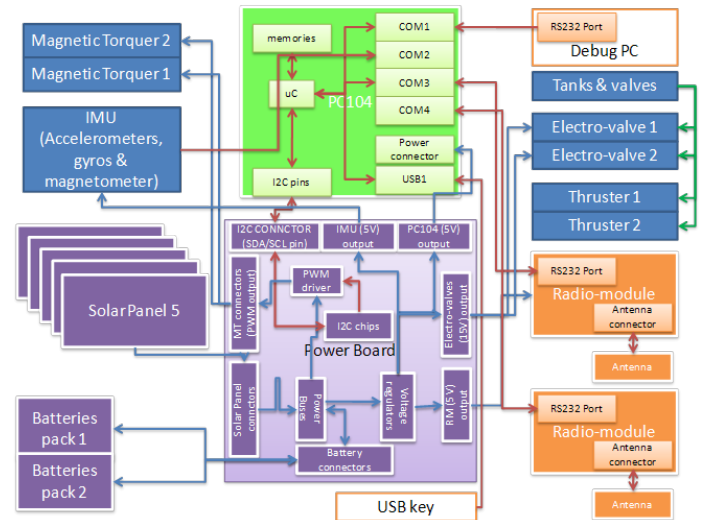 Magnetic Torquer 2
Magnetic Torquer 1
IMU
(Accelerometers,
gyros &
magnetometer)
memories
uC
PC104
I2C pins
COM1
COM2
COM3
COM4
Power
connector
USB1
RS232 Port
Debug PC
Tanks & valves
Electro-valve 1
Electro-valve 2
Thruster 1
Thruster 2
I2C CONNCTOR
(SDA/SCL pin)
IMU (5V)
output
PC104 (5V)
output
Solar Panel 5
MT connectors
(PWM output)
PWM
driver
I2C chips
Power Board
Electro-valves
(15V) output
Solar Panel
connctors
Power
Buses
Voltage
regulators
RM (5 V)
output
Battery
connectors
Batteries
pack 1
Batteries
pack 2
RS232 Port
Radio-module
Antenna
connector
Antenna
RS232 Port
Radio-module
Antenna
connector
Antenna
USB key